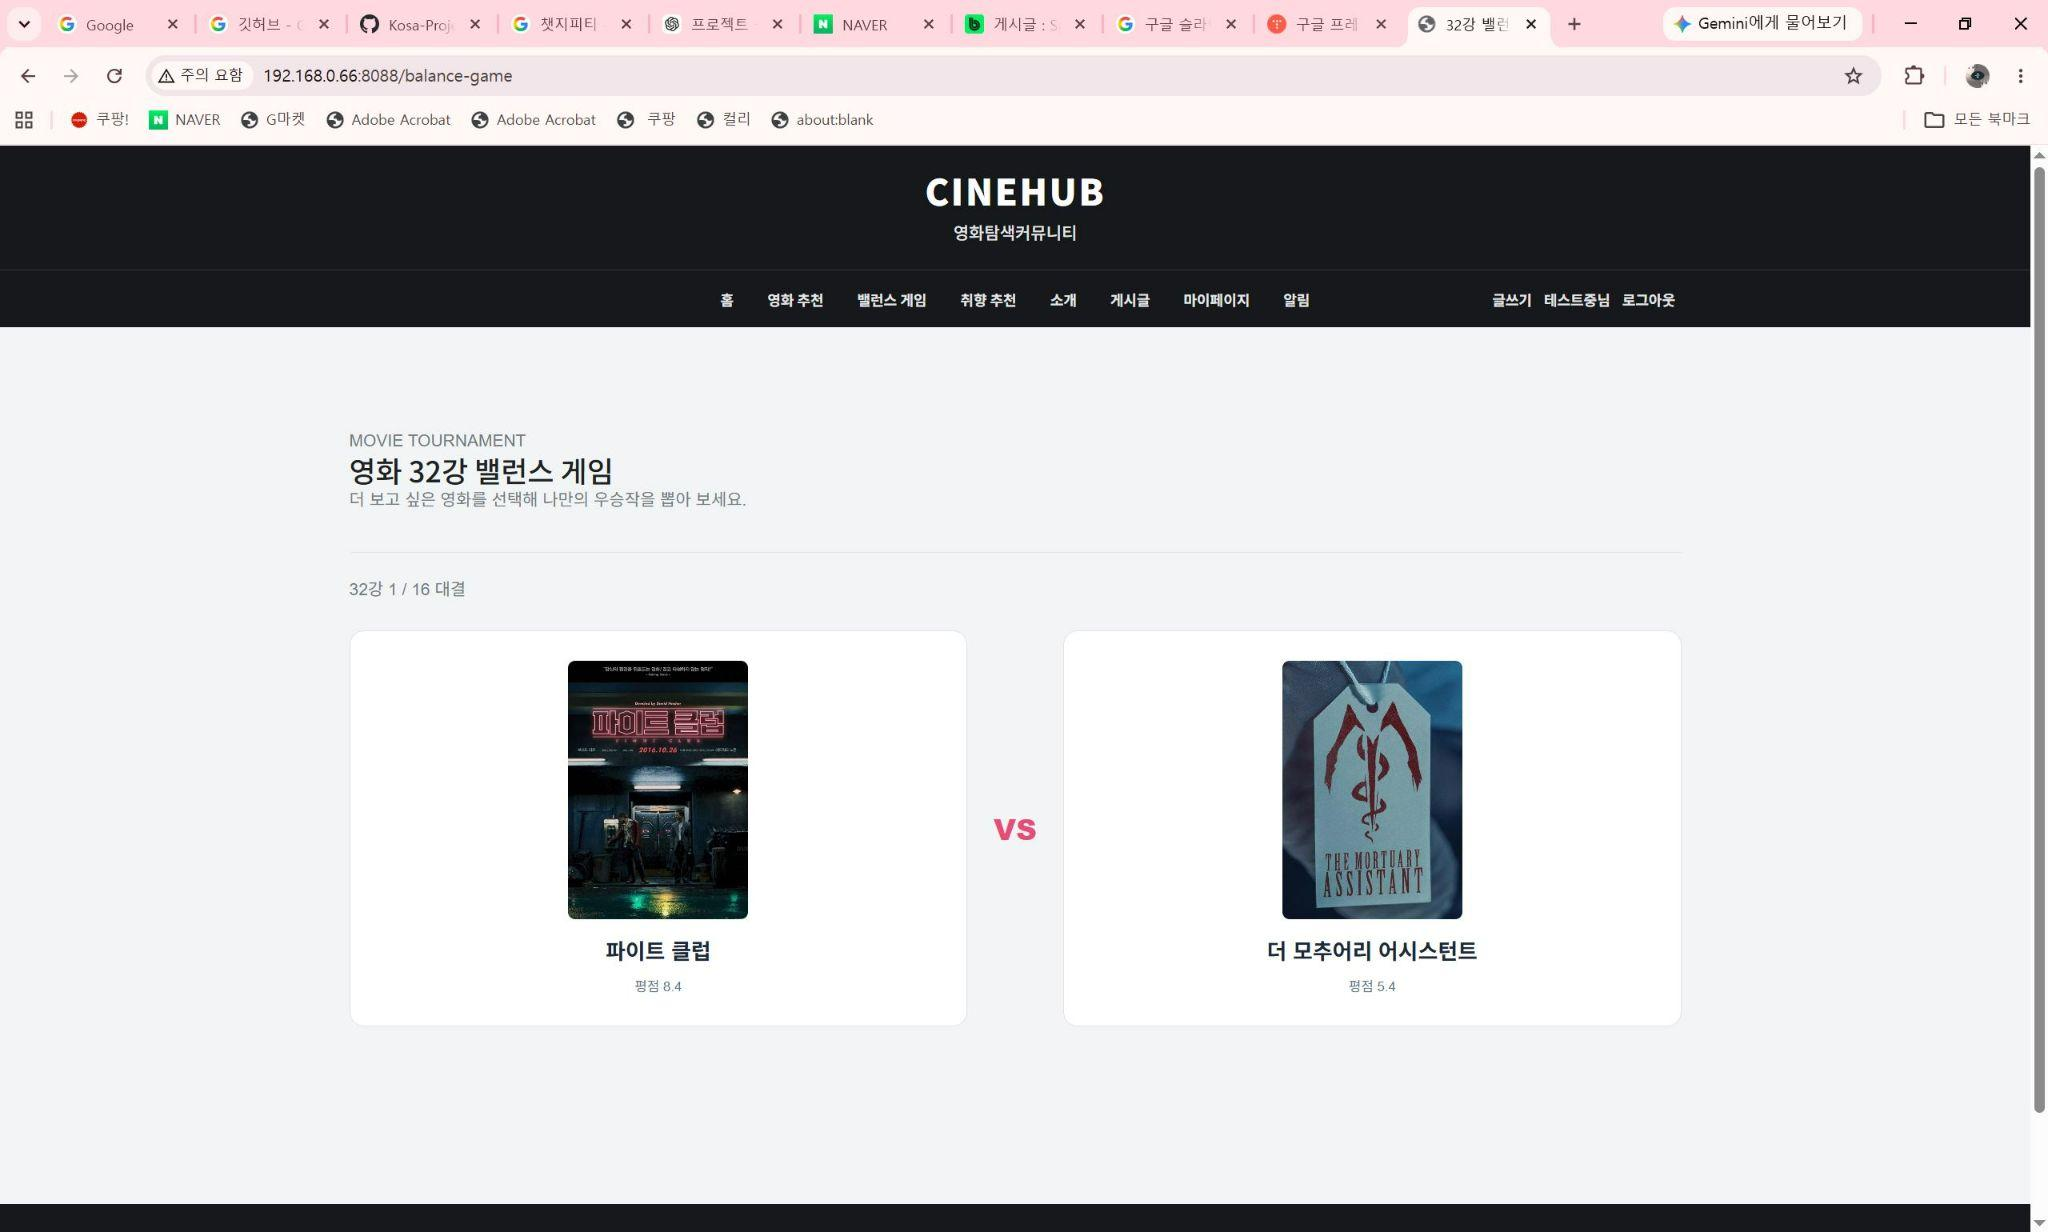 Google
깃허브 - G
Kosa-Proj
챗지피티
프로젝트
NAVER
게시글 : S
구글 슬라
구글 프레
32강 밸런
Gemini에게 물어보기
주의 요함
192.168.0.66:8088/balance-game
쿠팡!
NAVER
G마켓
Adobe Acrobat
Adobe Acrobat
쿠팡
컬리
about:blank
모든 북마크
CINEHUB
영화탐색커뮤니티
홈 영화 추천 밸런스 게임 취향 추천 소개 게시글 마이페이지 알림 글쓰기 테스트중님 로그아웃
MOVIE TOURNAMENT
영화 32강 밸런스 게임
더 보고 싶은 영화를 선택해 나만의 우승작을 뽑아 보세요.
32강 1 / 16 대결
Directed by David Fincher
파이트 클럽
FIGHT CLUB
2016.10.26
파이트 클럽
평점 8.4
VS
THE MORTUARY
ASSISTANT
더 모추어리 어시스턴트
평점 5.4